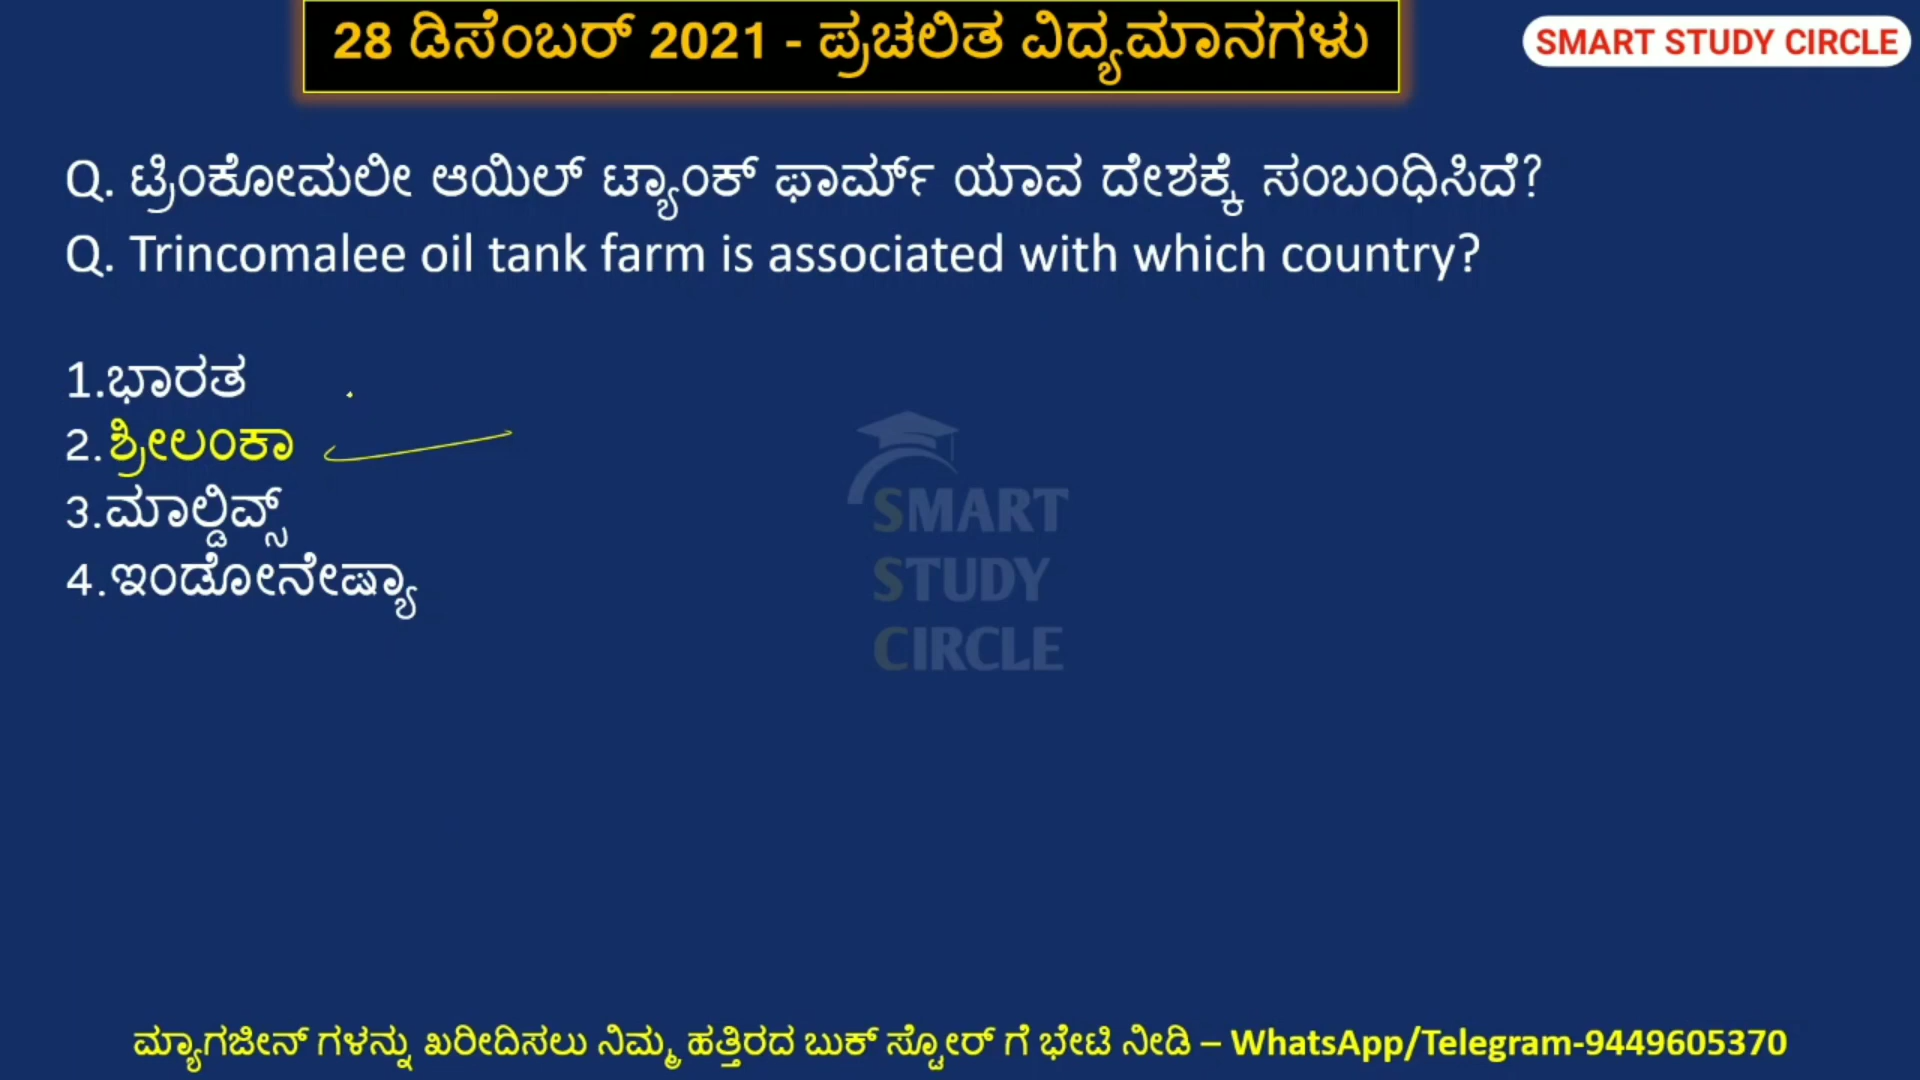 28 ಡಿಸೆಂಬರ್ 2021 - ಪ್ರಚಲಿತ ವಿದ್ಯಮಾನಗಳು
SMART STUDY CIRCLE
Q. ಟ್ರಿಂಕೋಮಲೀ ಆಯಿಲ್ ಟ್ಯಾಂಕ್ ಫಾರ್ಮ್ ಯಾವ ದೇಶಕ್ಕೆ ಸಂಬಂಧಿಸಿದೆ?
Q. Trincomalee oil tank farm is associated with which country?
1.ಭಾರತ
2.ಶ್ರೀಲಂಕಾ
3.ಮಾಲ್ಡಿವ್ಸ್
4.ಇಂಡೋನೇಷ್ಯಾ
SMART
STUDY
CIRCLE
ಮ್ಯಾಗಜೀನ್ ಗಳನ್ನು ಖರೀದಿಸಲು ನಿಮ್ಮ ಹತ್ತಿರದ ಬುಕ್ ಸ್ಟೋರ್ ಗೆ ಭೇಟಿ ನೀಡಿ – WhatsApp/Telegram-9449605370